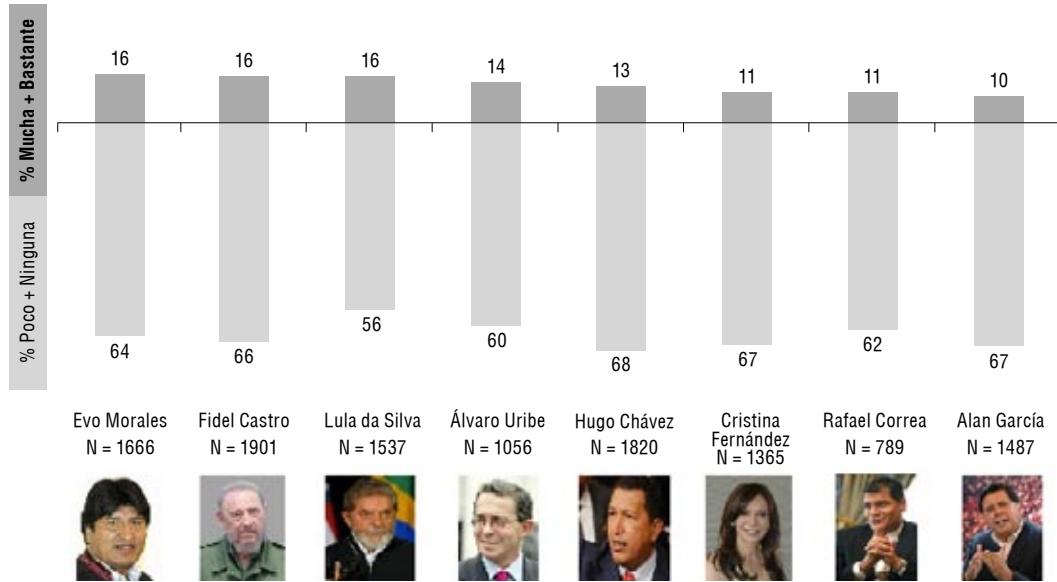 % Mucha + Bastante
% Poco + Ninguna
16 16 16 14 13 11 11 10
64 66 56 60 68 67 62 67
Evo Morales
N = 1666
Fidel Castro
N = 1901
Lula da Silva
N = 1537
Álvaro Uribe
N = 1056
Hugo Chávez
N = 1820
Cristina
Fernández
N = 1365
Rafael Correa
N = 789
Alan García
N = 1487